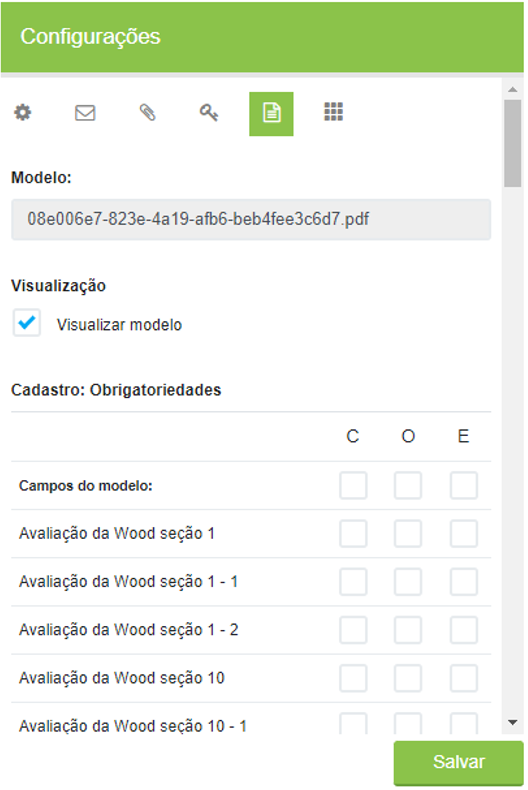 Configurações
Modelo:
08e006e7-823e-4a19-afb6-beb4fee3c6d7.pdf
Visualização
Visualizar modelo
Cadastro: Obrigatoriedades
C O E
Campos do modelo:
Avaliação da Wood seção 1
Avaliação da Wood seção 1 - 1
Avaliação da Wood seção 1 - 2
Avaliação da Wood seção 10
Avaliação da Wood seção 10 - 1
Salvar